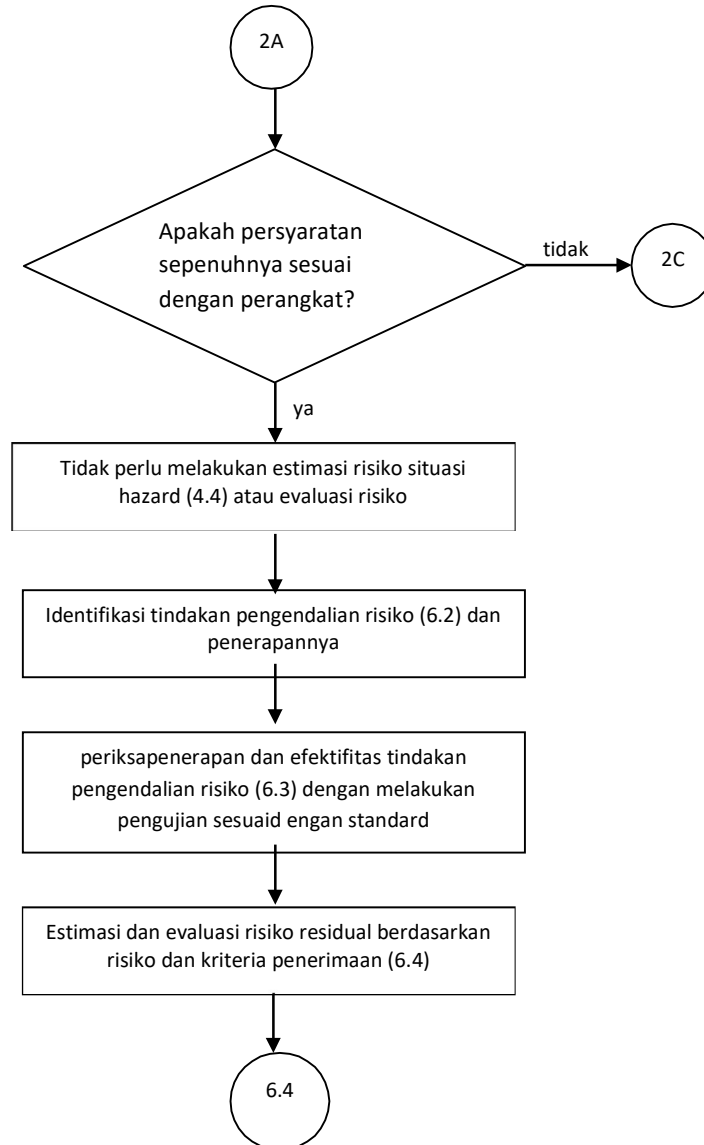 2A
Apakah persyaratan
sepenuhnya sesuai
dengan perangkat?
tidak
2C
ya
Tidak perlu melakukan estimasi risiko situasi
hazard (4.4) atau evaluasi risiko
Identifikasi tindakan pengendalian risiko (6.2) dan
penerapannya
periksapenerapan dan efektifitas tindakan
pengendalian risiko (6.3) dengan melakukan
pengujian sesuaid engan standard
Estimasi dan evaluasi risiko residual berdasarkan
risiko dan kriteria penerimaan (6.4)
6.4